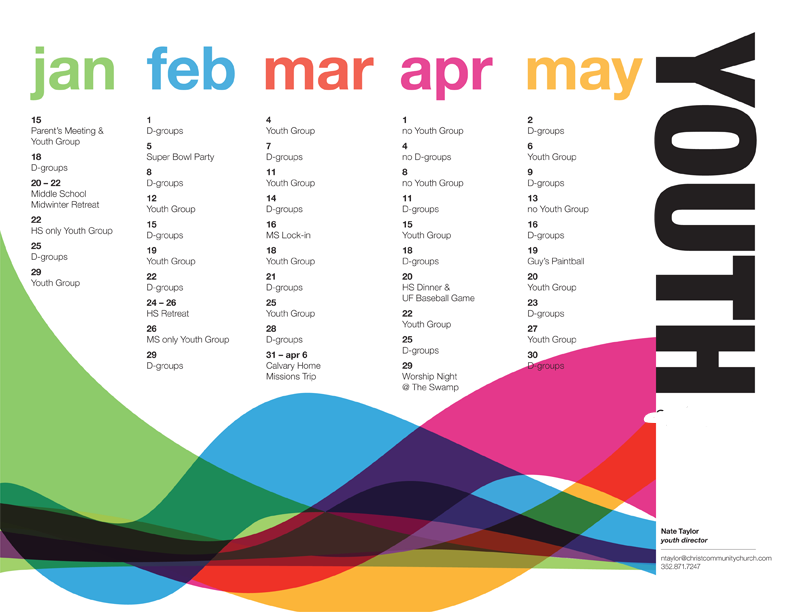 jan
15
Parent's Meeting &
Youth Group
18
D-groups
20 – 22
Middle School
Midwinter Retreat
22
HS only Youth Group
25
D-groups
29
Youth Group
feb
1
D-groups
5
Super Bowl Party
8
D-groups
12
Youth Group
15
D-groups
19
Youth Group
22
D-groups
24 – 26
HS Retreat
26
MS only Youth Group
29
D-groups
mar
4
Youth Group
7
D-groups
11
Youth Group
14
D-groups
16
MS Lock-in
18
Youth Group
21
D-groups
25
Youth Group
28
D-groups
31 – apr 6
Calvary Home
Missions Trip
apr
1
no Youth Group
4
no D-groups
8
no Youth Group
11
D-groups
15
Youth Group
18
D-groups
20
HS Dinner &
UF Baseball Game
22
Youth Group
25
D-groups
29
Worship Night
@ The Swamp
may
2
D-groups
6
Youth Group
9
D-groups
13
no Youth Group
16
D-groups
19
Guy's Paintball
20
Youth Group
23
D-groups
27
Youth Group
30
D-groups
YOUTH
Nate Taylor
youth director
ntaylor@christcommunitychurch.com
352.871.7247